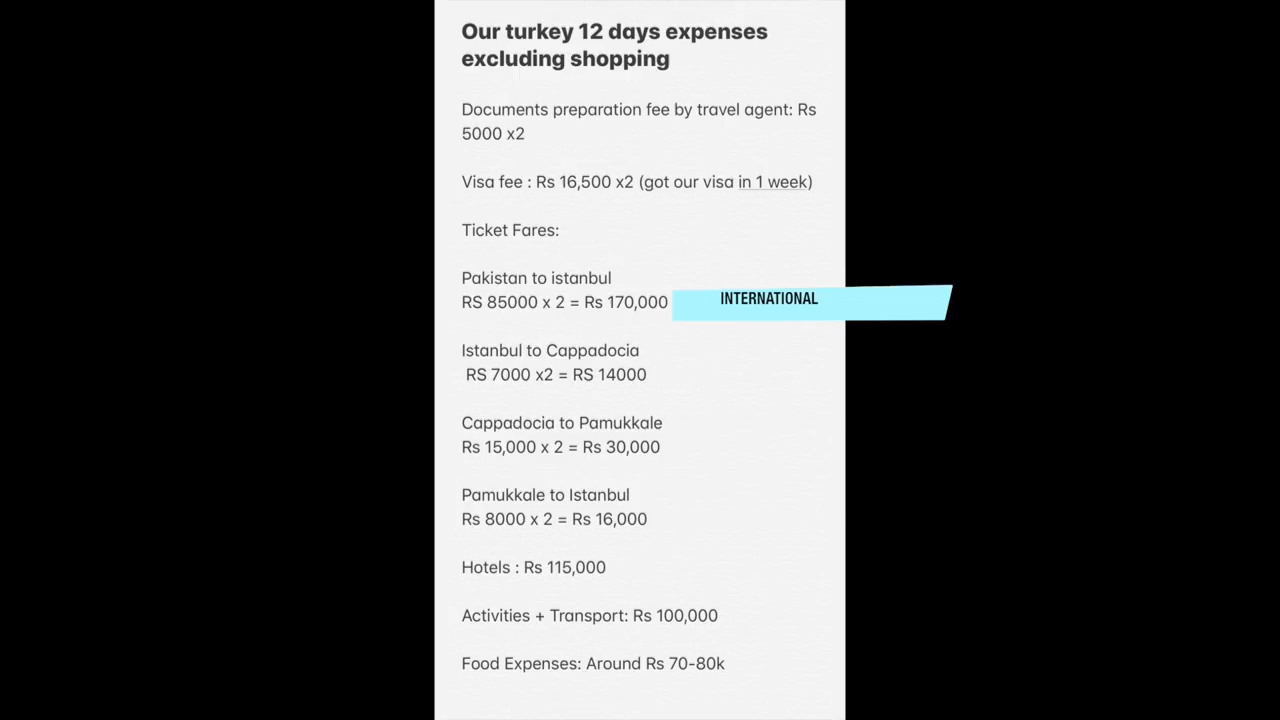 Our turkey 12 days expenses
excluding shopping
Documents preparation fee by travel agent: Rs
5000 x2
Visa fee : Rs 16,500 x2 (got our visa in 1 week)
Ticket Fares:
Pakistan to istanbul
RS 85000 x 2 = Rs 170,000
INTERNATIONAL
Istanbul to Cappadocia
RS 7000 x2 = RS 14000
Cappadocia to Pamukkale
Rs 15,000 x 2 = Rs 30,000
Pamukkale to Istanbul
Rs 8000 x 2 = Rs 16,000
Hotels : Rs 115,000
Activities + Transport: Rs 100,000
Food Expenses: Around Rs 70-80k